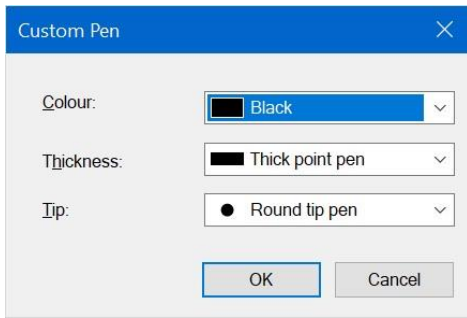 Custom Pen
Colour: Black
Thickness: Thick point pen
Tip: Round tip pen
OK Cancel